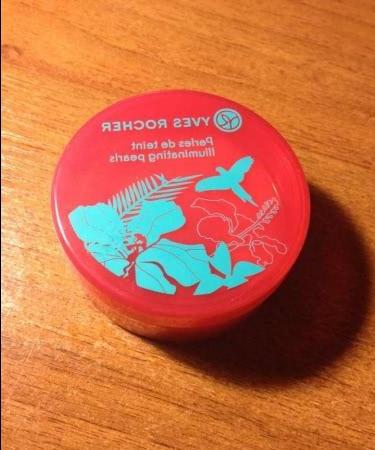 YVES ROCHER
Perles de teint
Illuminating pearls